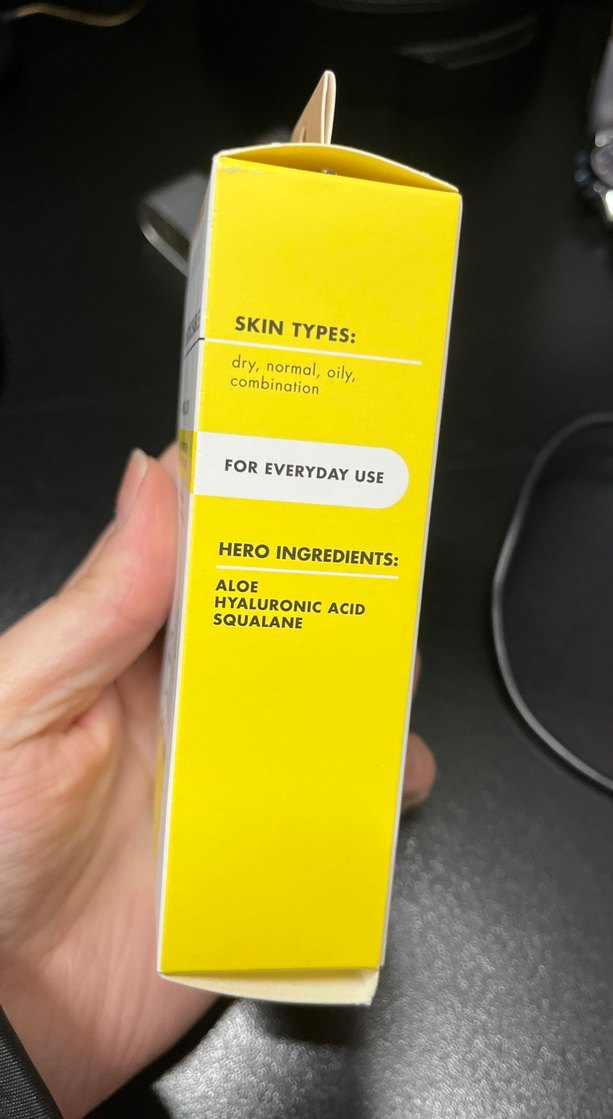 SKIN TYPES:
dry, normal, oily,
combination
FOR EVERYDAY USE
HERO INGREDIENTS:
ALOE
HYALURONIC ACID
SQUALANE